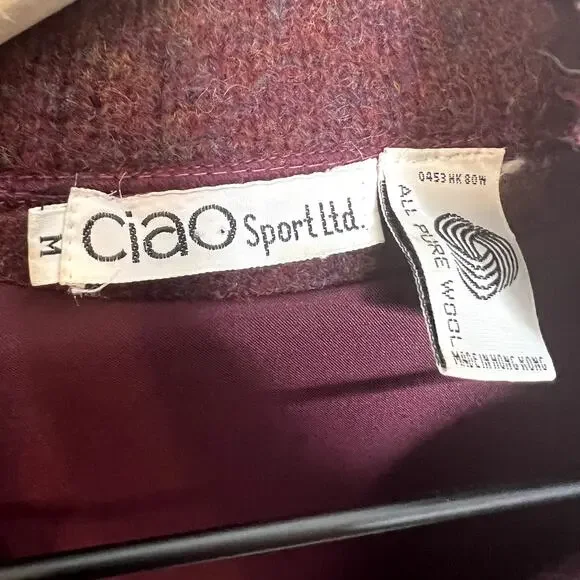 M
ciao Sport Ltd.
0453 HK 80W
ALL PURE WOOL
MADE IN HONG KONG